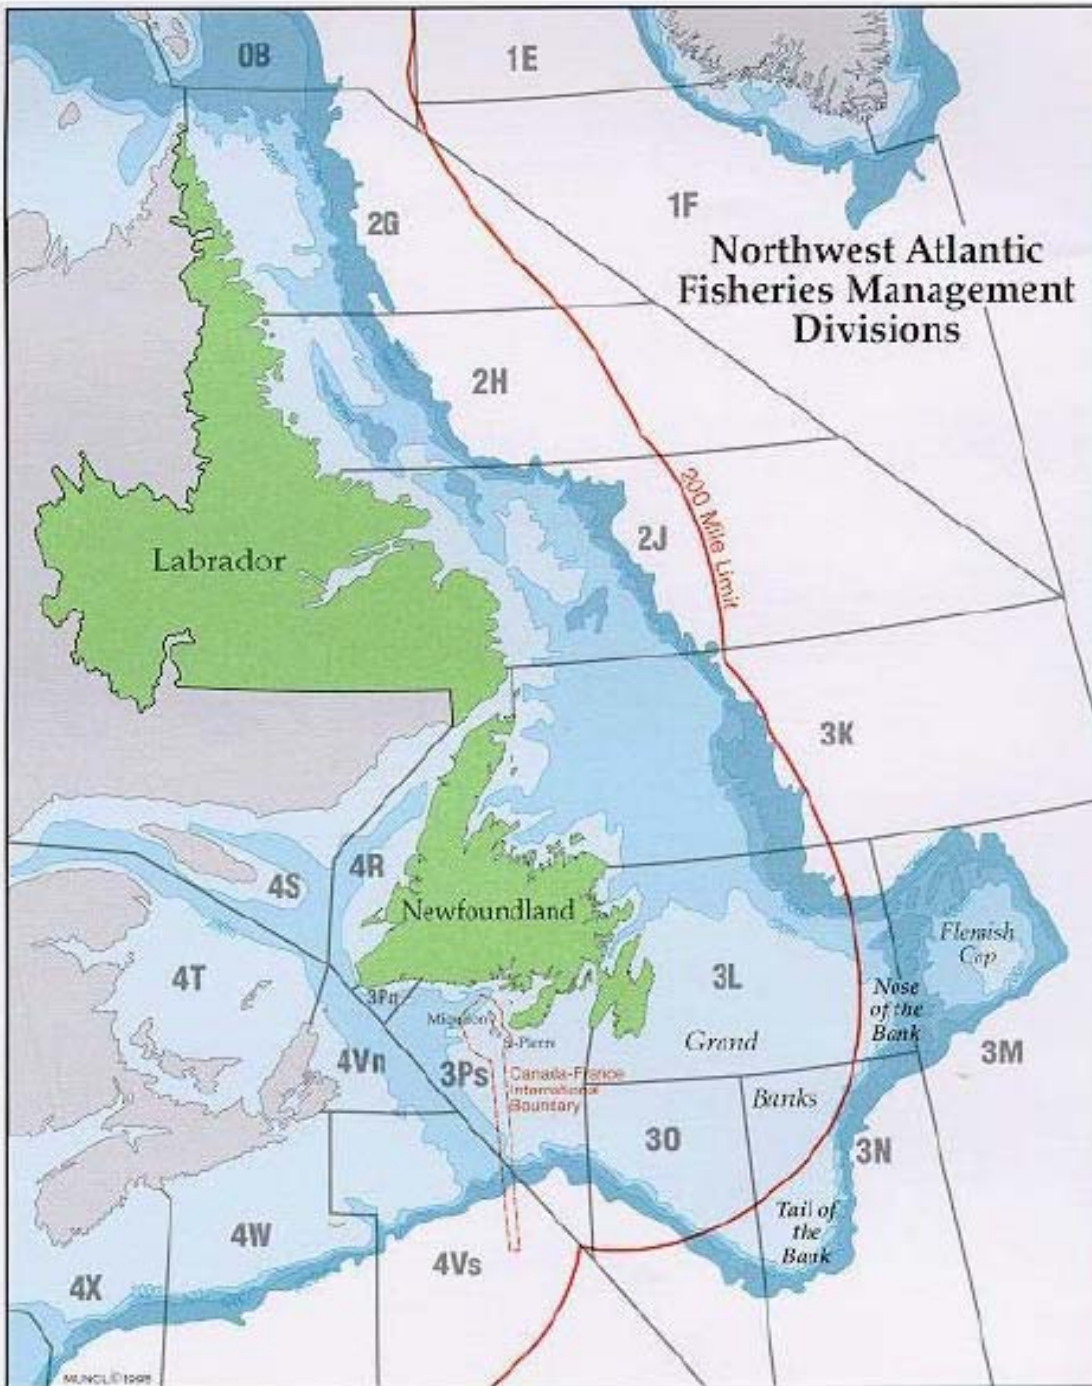 0B
1E
1F
2G
Northwest Atlantic
Fisheries Management
Divisions
2H
200 Mile Limit
2J
Labrador
3K
4R
4S
Newfoundland
Flemish
Cap
4T
3L
3Pn
Nose
of the
Bank
Miquelon
St-Pierre
Grand
3M
4Vn
3Ps
Canada-France
International
Boundary
Banks
3O
3N
Tail of
the
Bank
4W
4Vs
4X
MUNCL©1998